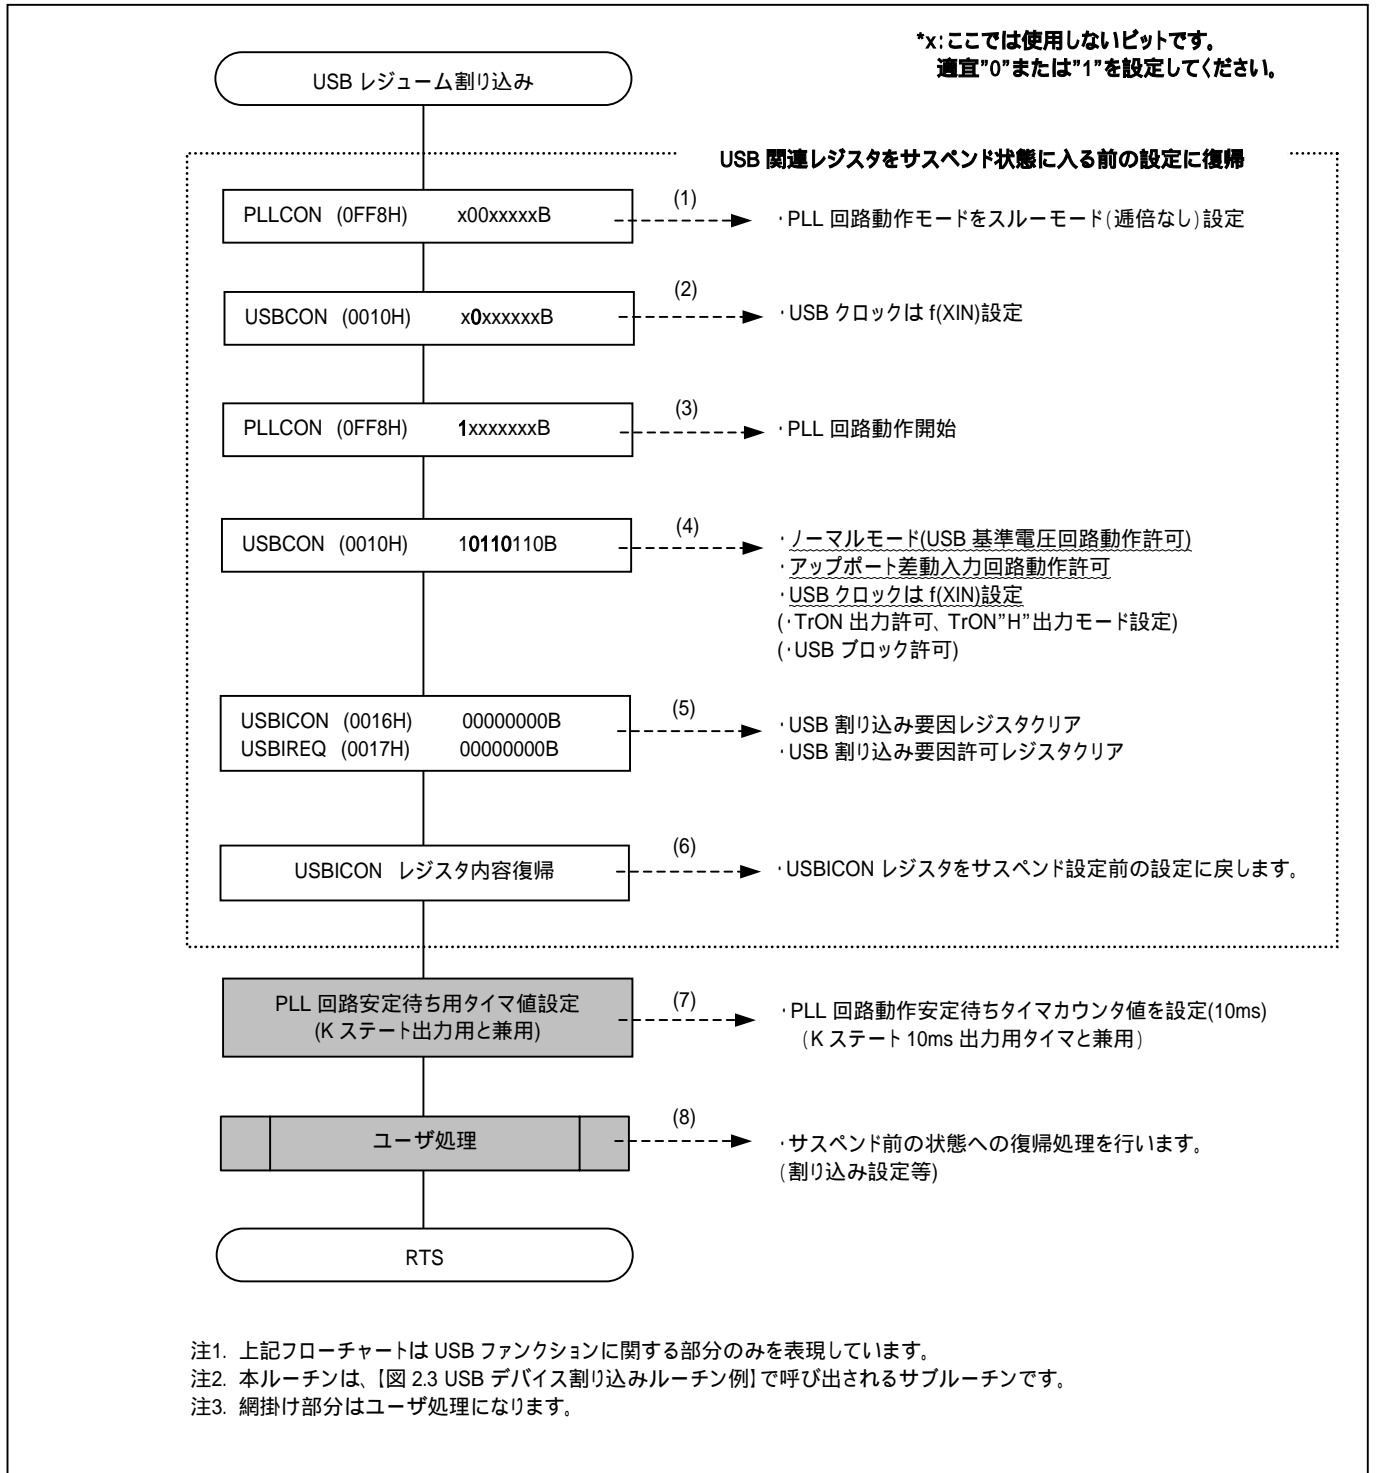 *x:ここでは使用しないビットです。
適宜"0"または"1"を設定してください。
USB レジューム割り込み
USB 関連レジスタをサスペンド状態に入る前の設定に復帰
PLLCON (0FF8H) x00xxxxxB
(1)
・PLL 回路動作モードをスルーモード(逓倍なし)設定
USBCON (0010H) x0xxxxxxB
(2)
・USB クロックは f(XIN)設定
PLLCON (0FF8H) 1xxxxxxxB
(3)
・PLL 回路動作開始
USBCON (0010H) 10110110B
(4)
・ノーマルモード(USB 基準電圧回路動作許可)
・アップポート差動入力回路動作許可
・USB クロックは f(XIN)設定
(・TrON 出力許可、TrON"H"出力モード設定)
(・USB ブロック許可)
USBICON (0016H) 00000000B
USBIREQ (0017H) 00000000B
(5)
・USB 割り込み要因レジスタクリア
・USB 割り込み要因許可レジスタクリア
USBICON レジスタ内容復帰
(6)
・USBICON レジスタをサスペンド設定前の設定に戻します。
PLL 回路安定待ち用タイマ値設定
(K ステート出力用と兼用)
(7)
・PLL 回路動作安定待ちタイマカウンタ値を設定(10ms)
(K ステート 10ms 出力用タイマと兼用)
ユーザ処理
(8)
・サスペンド前の状態への復帰処理を行います。
(割り込み設定等)
RTS
注1. 上記フローチャートは USB ファンクションに関する部分のみを表現しています。
注2. 本ルーチンは、【図 2.3 USB デバイス割り込みルーチン例】で呼び出されるサブルーチンです。
注3. 網掛け部分はユーザ処理になります。